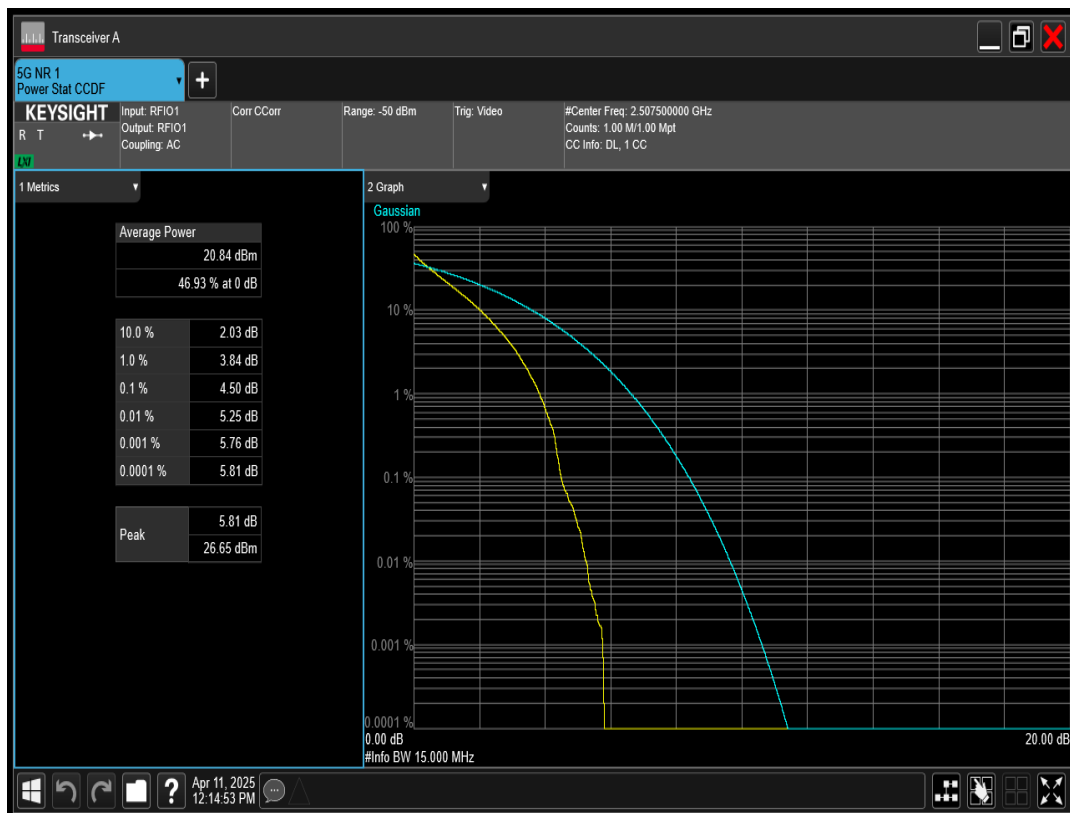 Transceiver A
5G NR 1
Power Stat CCDF
+
KEYSIGHT
R T
LXI
Input: RFIO1
Output: RFIO1
Coupling: AC
Corr CCorr
Range: -50 dBm
Trig: Video
#Center Freq: 2.507500000 GHz
Counts: 1.00 M/1.00 Mpt
CC Info: DL, 1 CC
1 Metrics
Average Power
20.84 dBm
46.93 % at 0 dB
10.0 % 2.03 dB
1.0 % 3.84 dB
0.1 % 4.50 dB
0.01 % 5.25 dB
0.001 % 5.76 dB
0.0001 % 5.81 dB
Peak 5.81 dB
26.65 dBm
2 Graph
Gaussian
100 %
10 %
1 %
0.1 %
0.01 %
0.001 %
0.0001 %
0.00 dB 20.00 dB
#Info BW 15.000 MHz
? Apr 11, 2025
12:14:53 PM